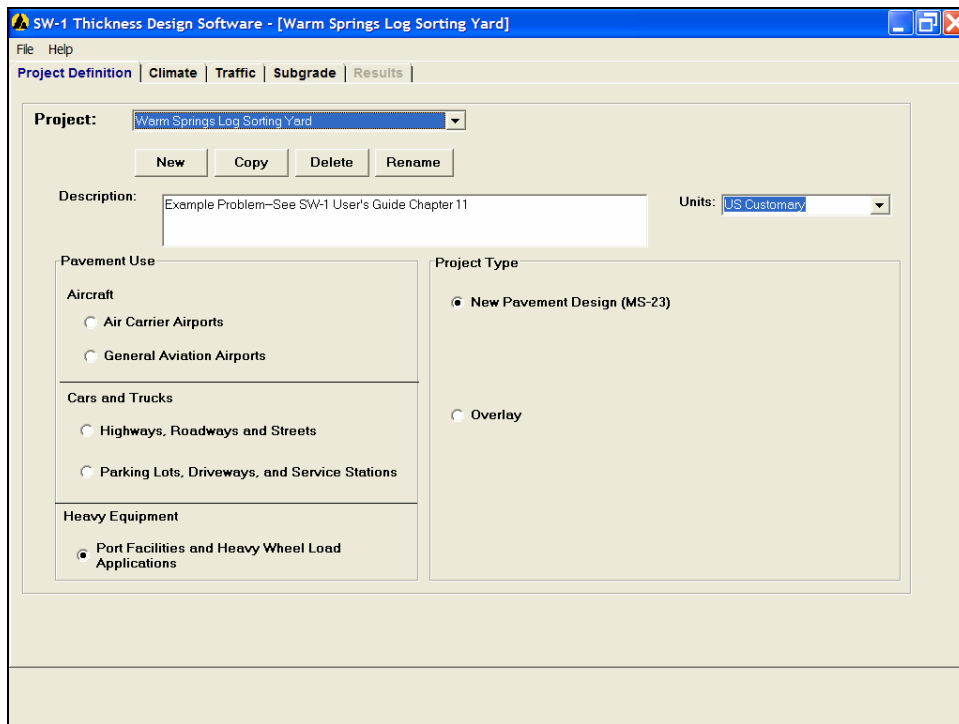 SW-1 Thickness Design Software - [Warm Springs Log Sorting Yard]
File Help
Project Definition Climate Traffic Subgrade Results
Project: Warm Springs Log Sorting Yard
New Copy Delete Rename
Description: Example Problem--See SW-1 User's Guide Chapter 11
Units: US Customary
Pavement Use
Aircraft
Air Carrier Airports
General Aviation Airports
Cars and Trucks
Highways, Roadways and Streets
Parking Lots, Driveways, and Service Stations
Heavy Equipment
Port Facilities and Heavy Wheel Load
Applications
Project Type
New Pavement Design (MS-23)
Overlay